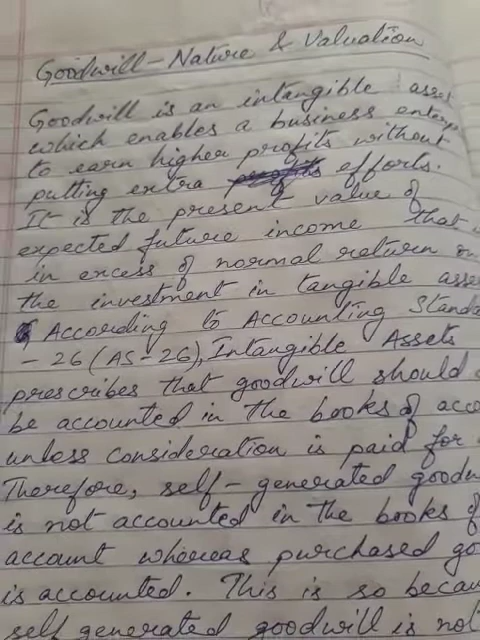 Goodwill - Nature & Valuation
Goodwill is an intangible asset
which enables a business enterp
to earn higher profits without
putting extra efforts.
It is the present value of
expected future income that
in excess of normal return on
the investment in tangible asse
According to Accounting Standa
- 26 (AS-26), Intangible Assets
prescribes that goodwill should
be accounted in the books of acco
unless consideration is paid for
Therefore, self-generated goodw
is not accounted in the books of
account whereas purchased go
is accounted. This is so becau
self generated goodwill is not